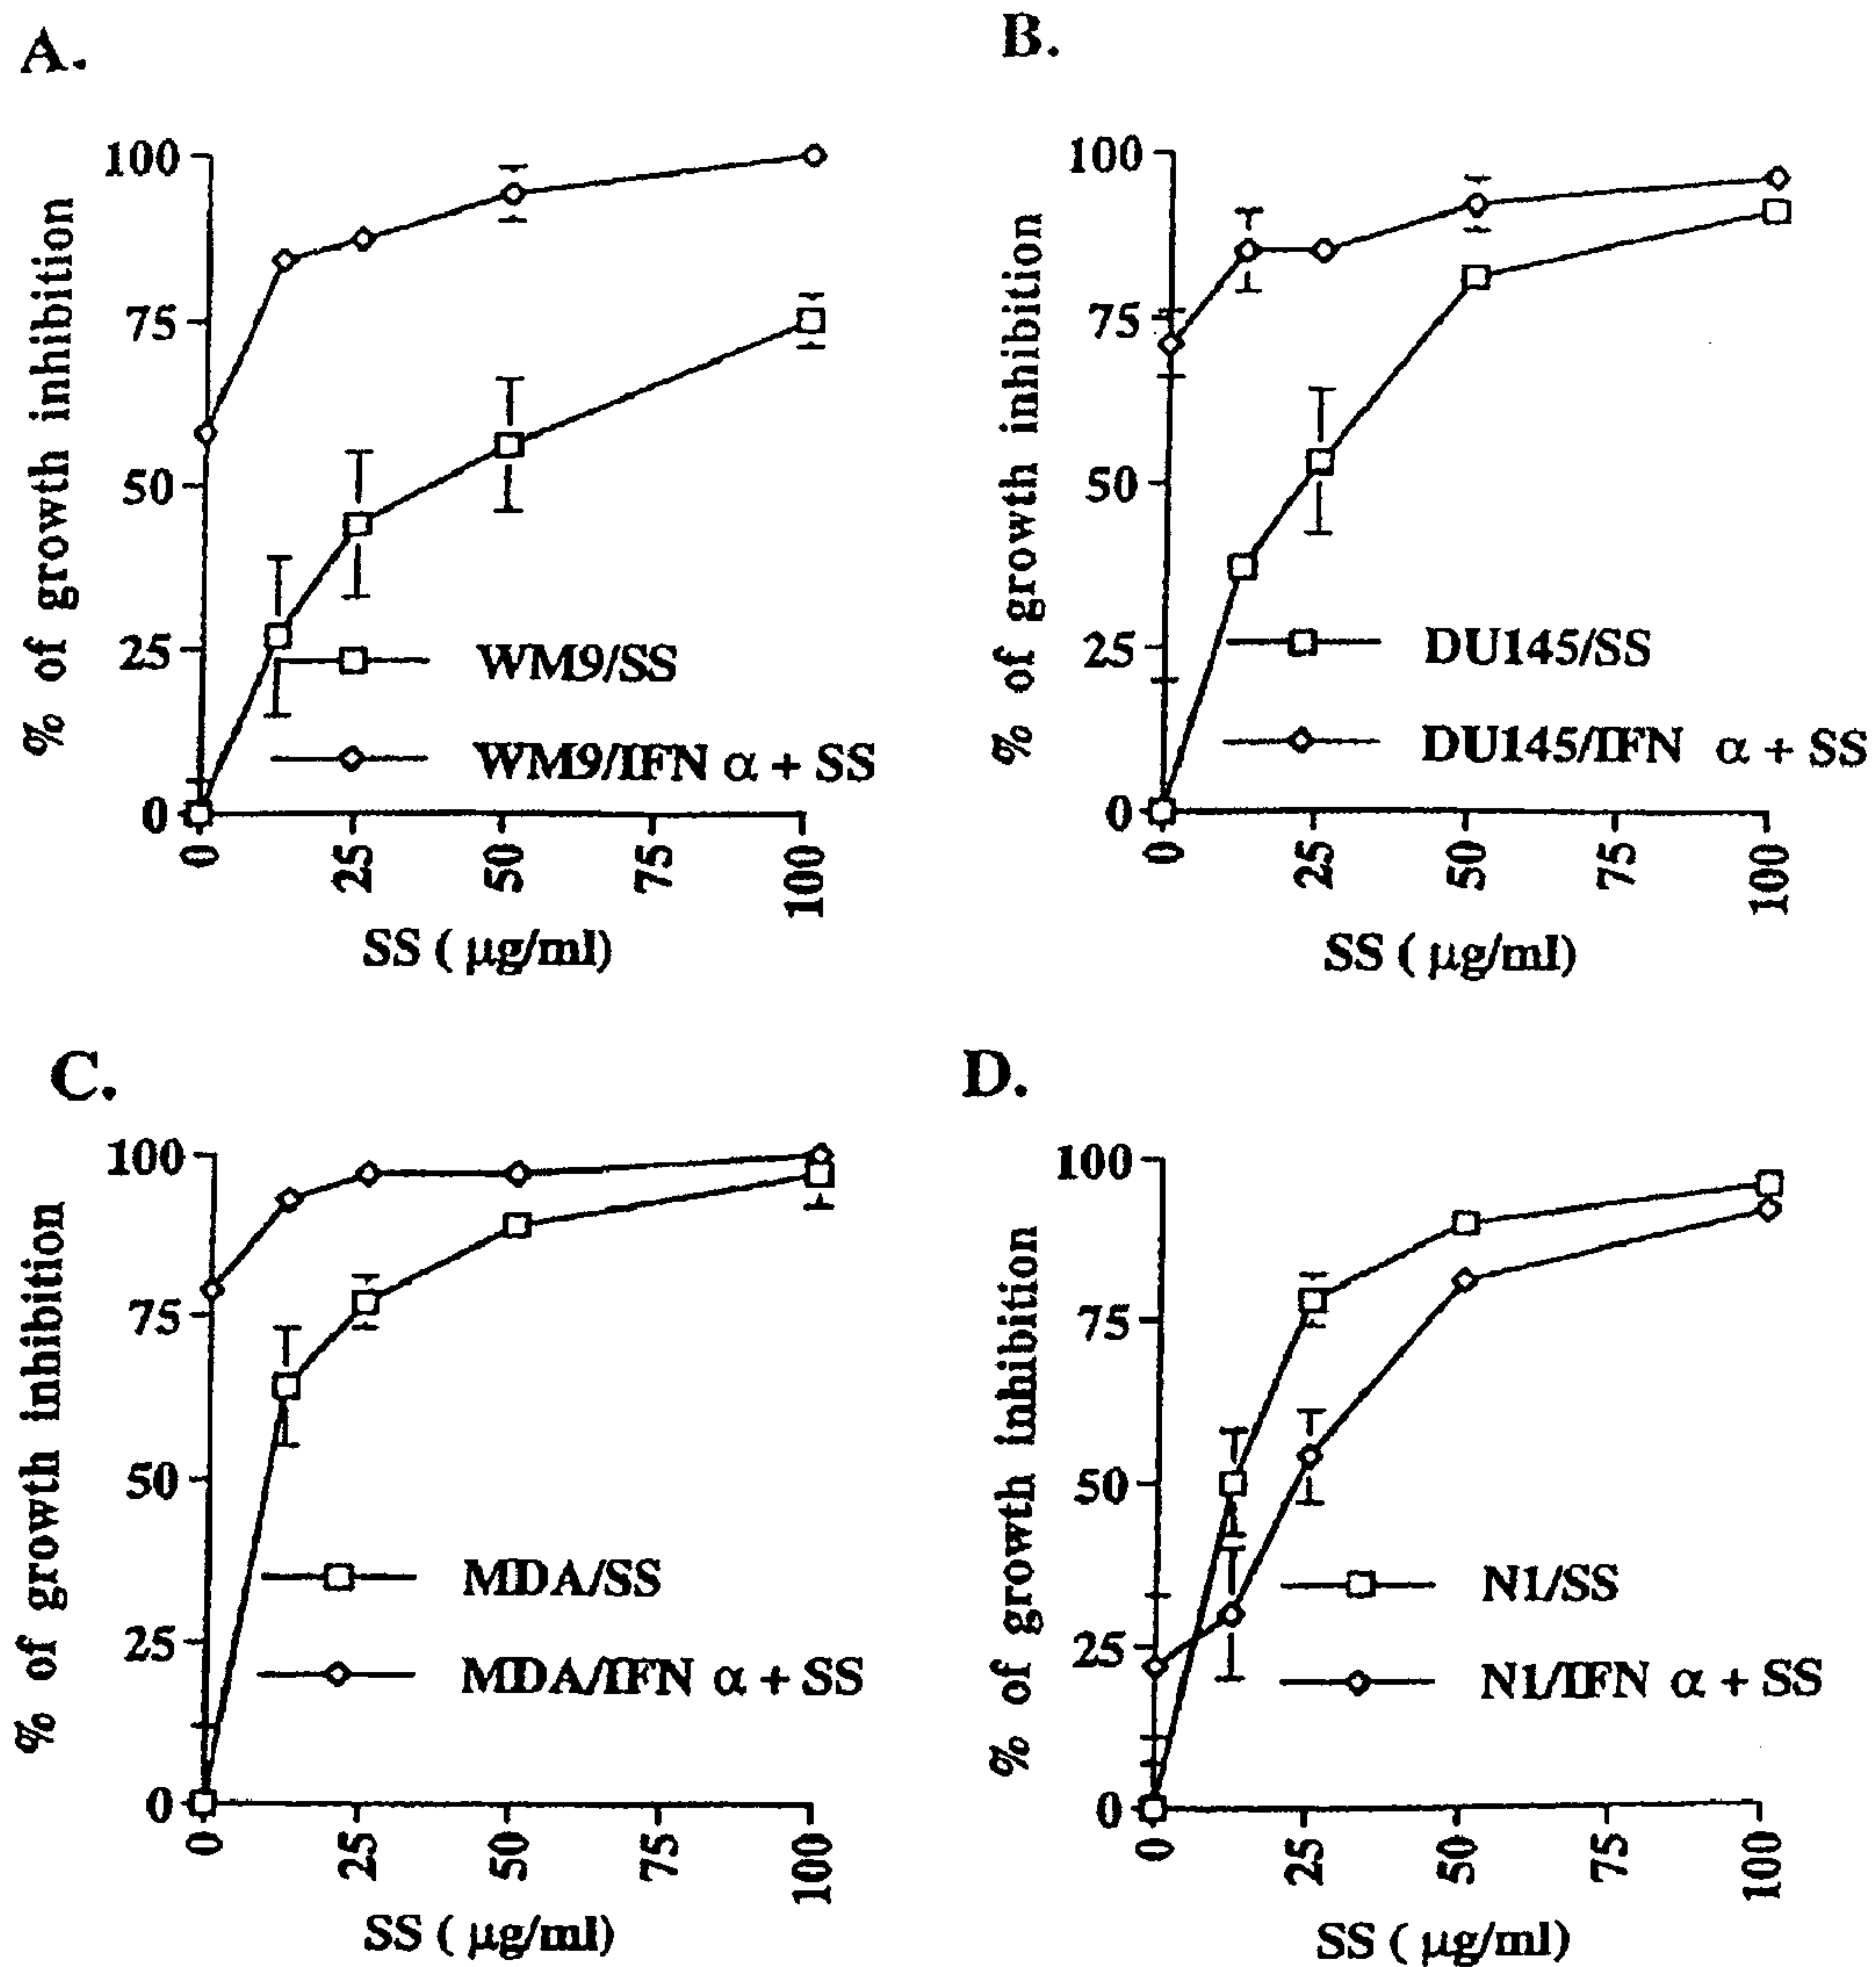 A.
% of growth inhibition
100
75
50
25
0
0 25 50 75 100
SS ( µg/ml)
WM9/SS
WM9/IFN α + SS
B.
% of growth inhibition
100
75
50
25
0
0 25 50 75 100
SS ( µg/ml)
DU145/SS
DU145/IFN α + SS
C.
% of growth inhibition
100
75
50
25
0
0 25 50 75 100
SS ( µg/ml)
MDA/SS
MDA/IFN α + SS
D.
% of growth inhibition
100
75
50
25
0
0 25 50 75 100
SS ( µg/ml)
N1/SS
N1/IFN α + SS